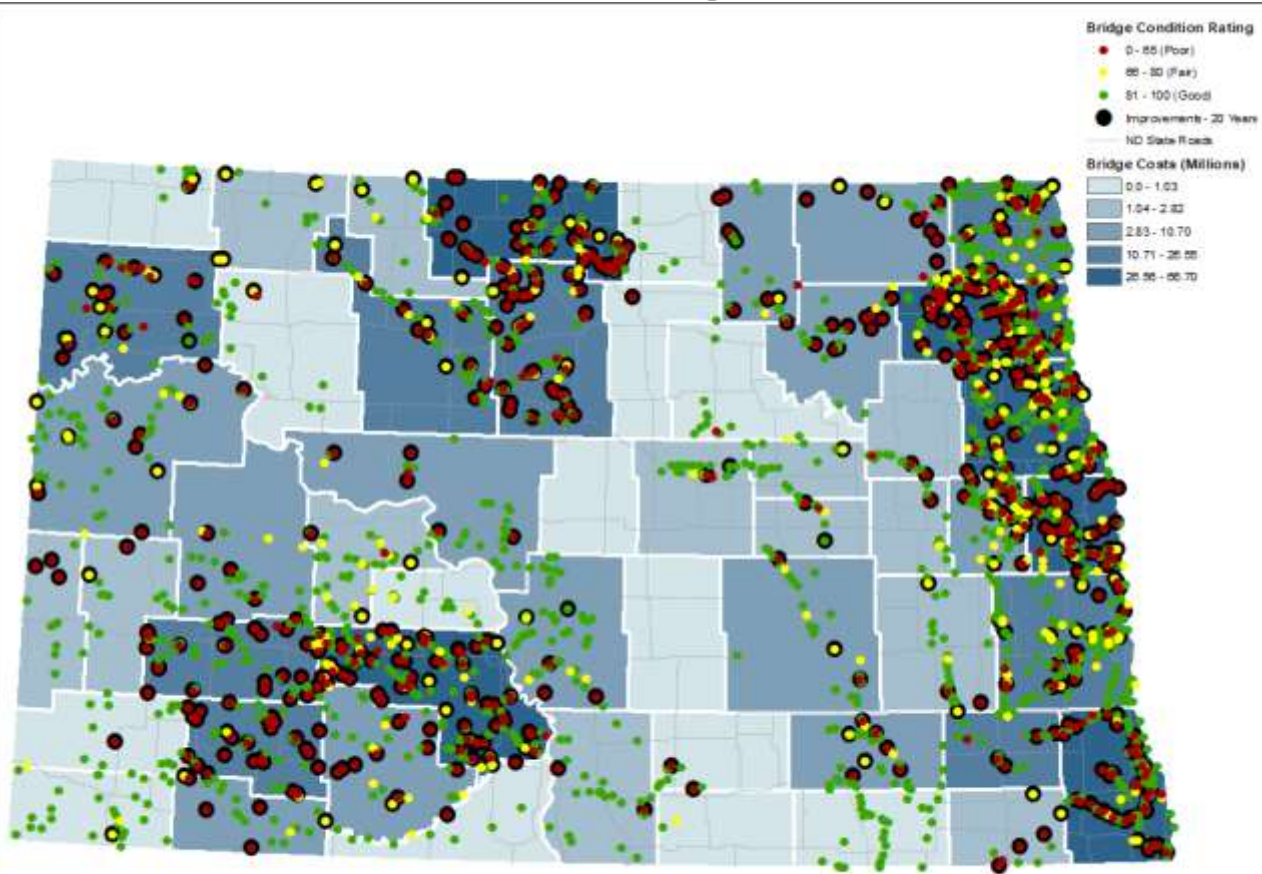 Bridge Condition Rating
0 - 65 (Poor)
66 - 80 (Fair)
81 - 100 (Good)
Improvements - 20 Years
ND State Roads
Bridge Costs (Millions)
0.0 - 1.03
1.04 - 2.82
2.83 - 10.70
10.71 - 26.55
26.56 - 66.70